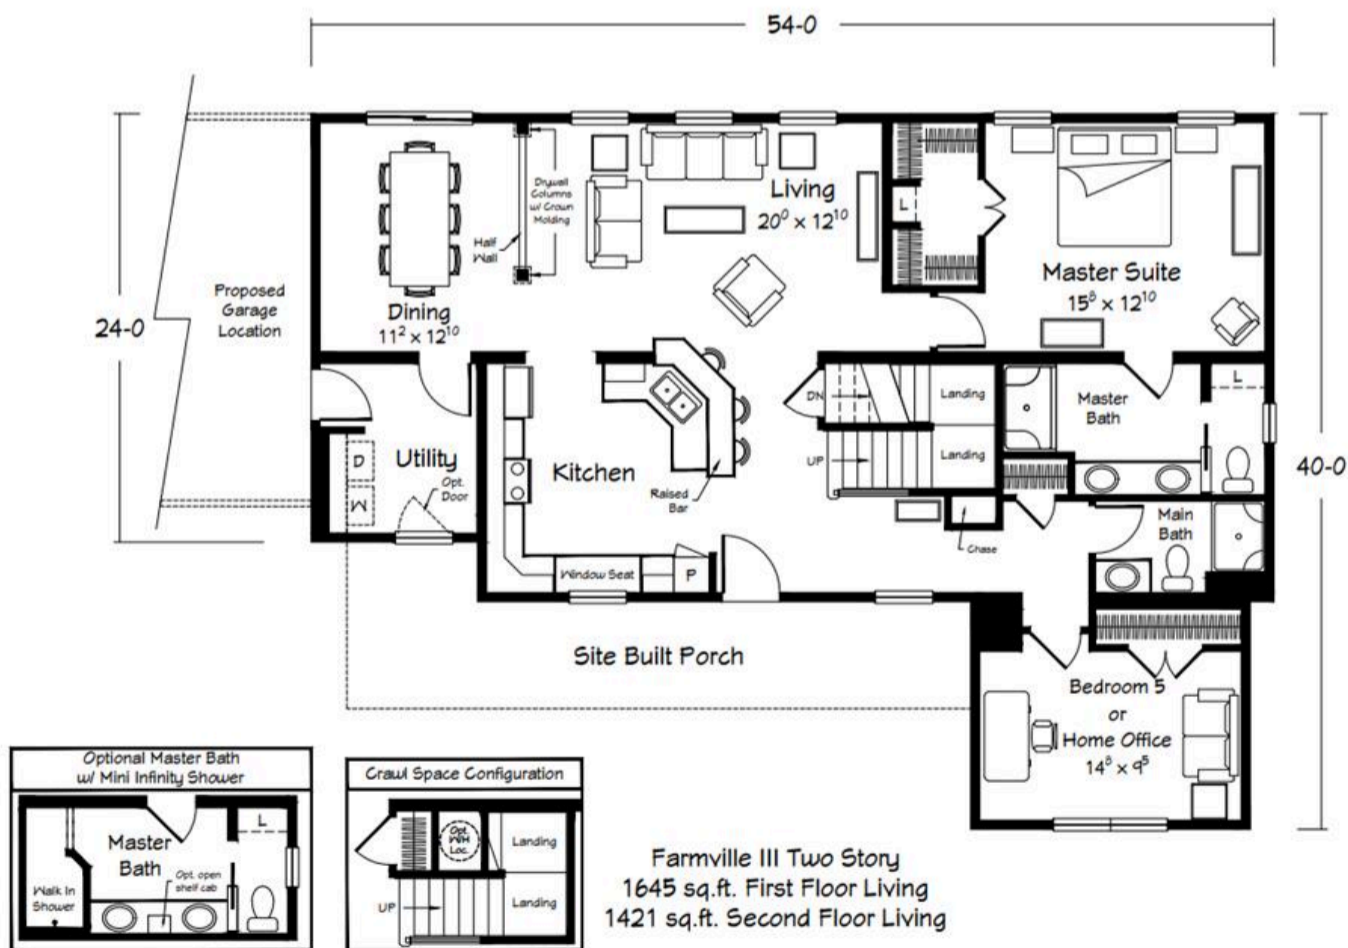 54-0
24-0
40-0
Proposed
Garage
Location
Dining
11² × 12¹⁰
Half
Wall
Drywall
Columns
w/ Crown
Molding
Living
20⁰ × 12¹⁰
L
Master Suite
15⁸ × 12¹⁰
DN
Landing
UP
Landing
Master
Bath
L
D
W
Utility
Opt.
Door
Kitchen
Raised
Bar
Chase
Main
Bath
Window Seat
P
Site Built Porch
Bedroom 5
or
Home Office
14⁸ × 9⁵
Optional Master Bath
w/ Mini Infinity Shower
Master
Bath
L
Walk In
Shower
Opt. open
shelf cab
Crawl Space Configuration
Opt.
WH
Loc.
Landing
UP
Landing
Farmville III Two Story
1645 sq.ft. First Floor Living
1421 sq.ft. Second Floor Living